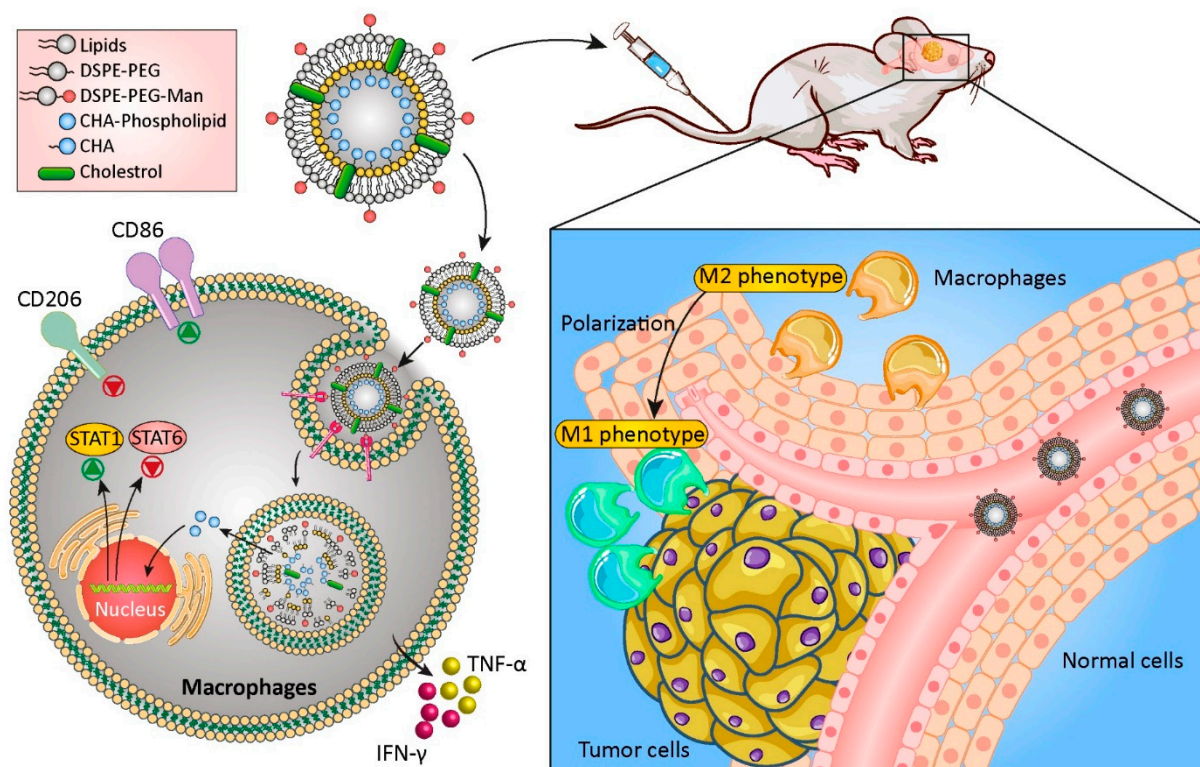 Lipids
DSPE-PEG
DSPE-PEG-Man
CHA-Phospholipid
CHA
Cholestrol
CD86
CD206
STAT1
STAT6
Nucleus
Macrophages
TNF-α
IFN-γ
M2 phenotype
Macrophages
Polarization
M1 phenotype
Normal cells
Tumor cells